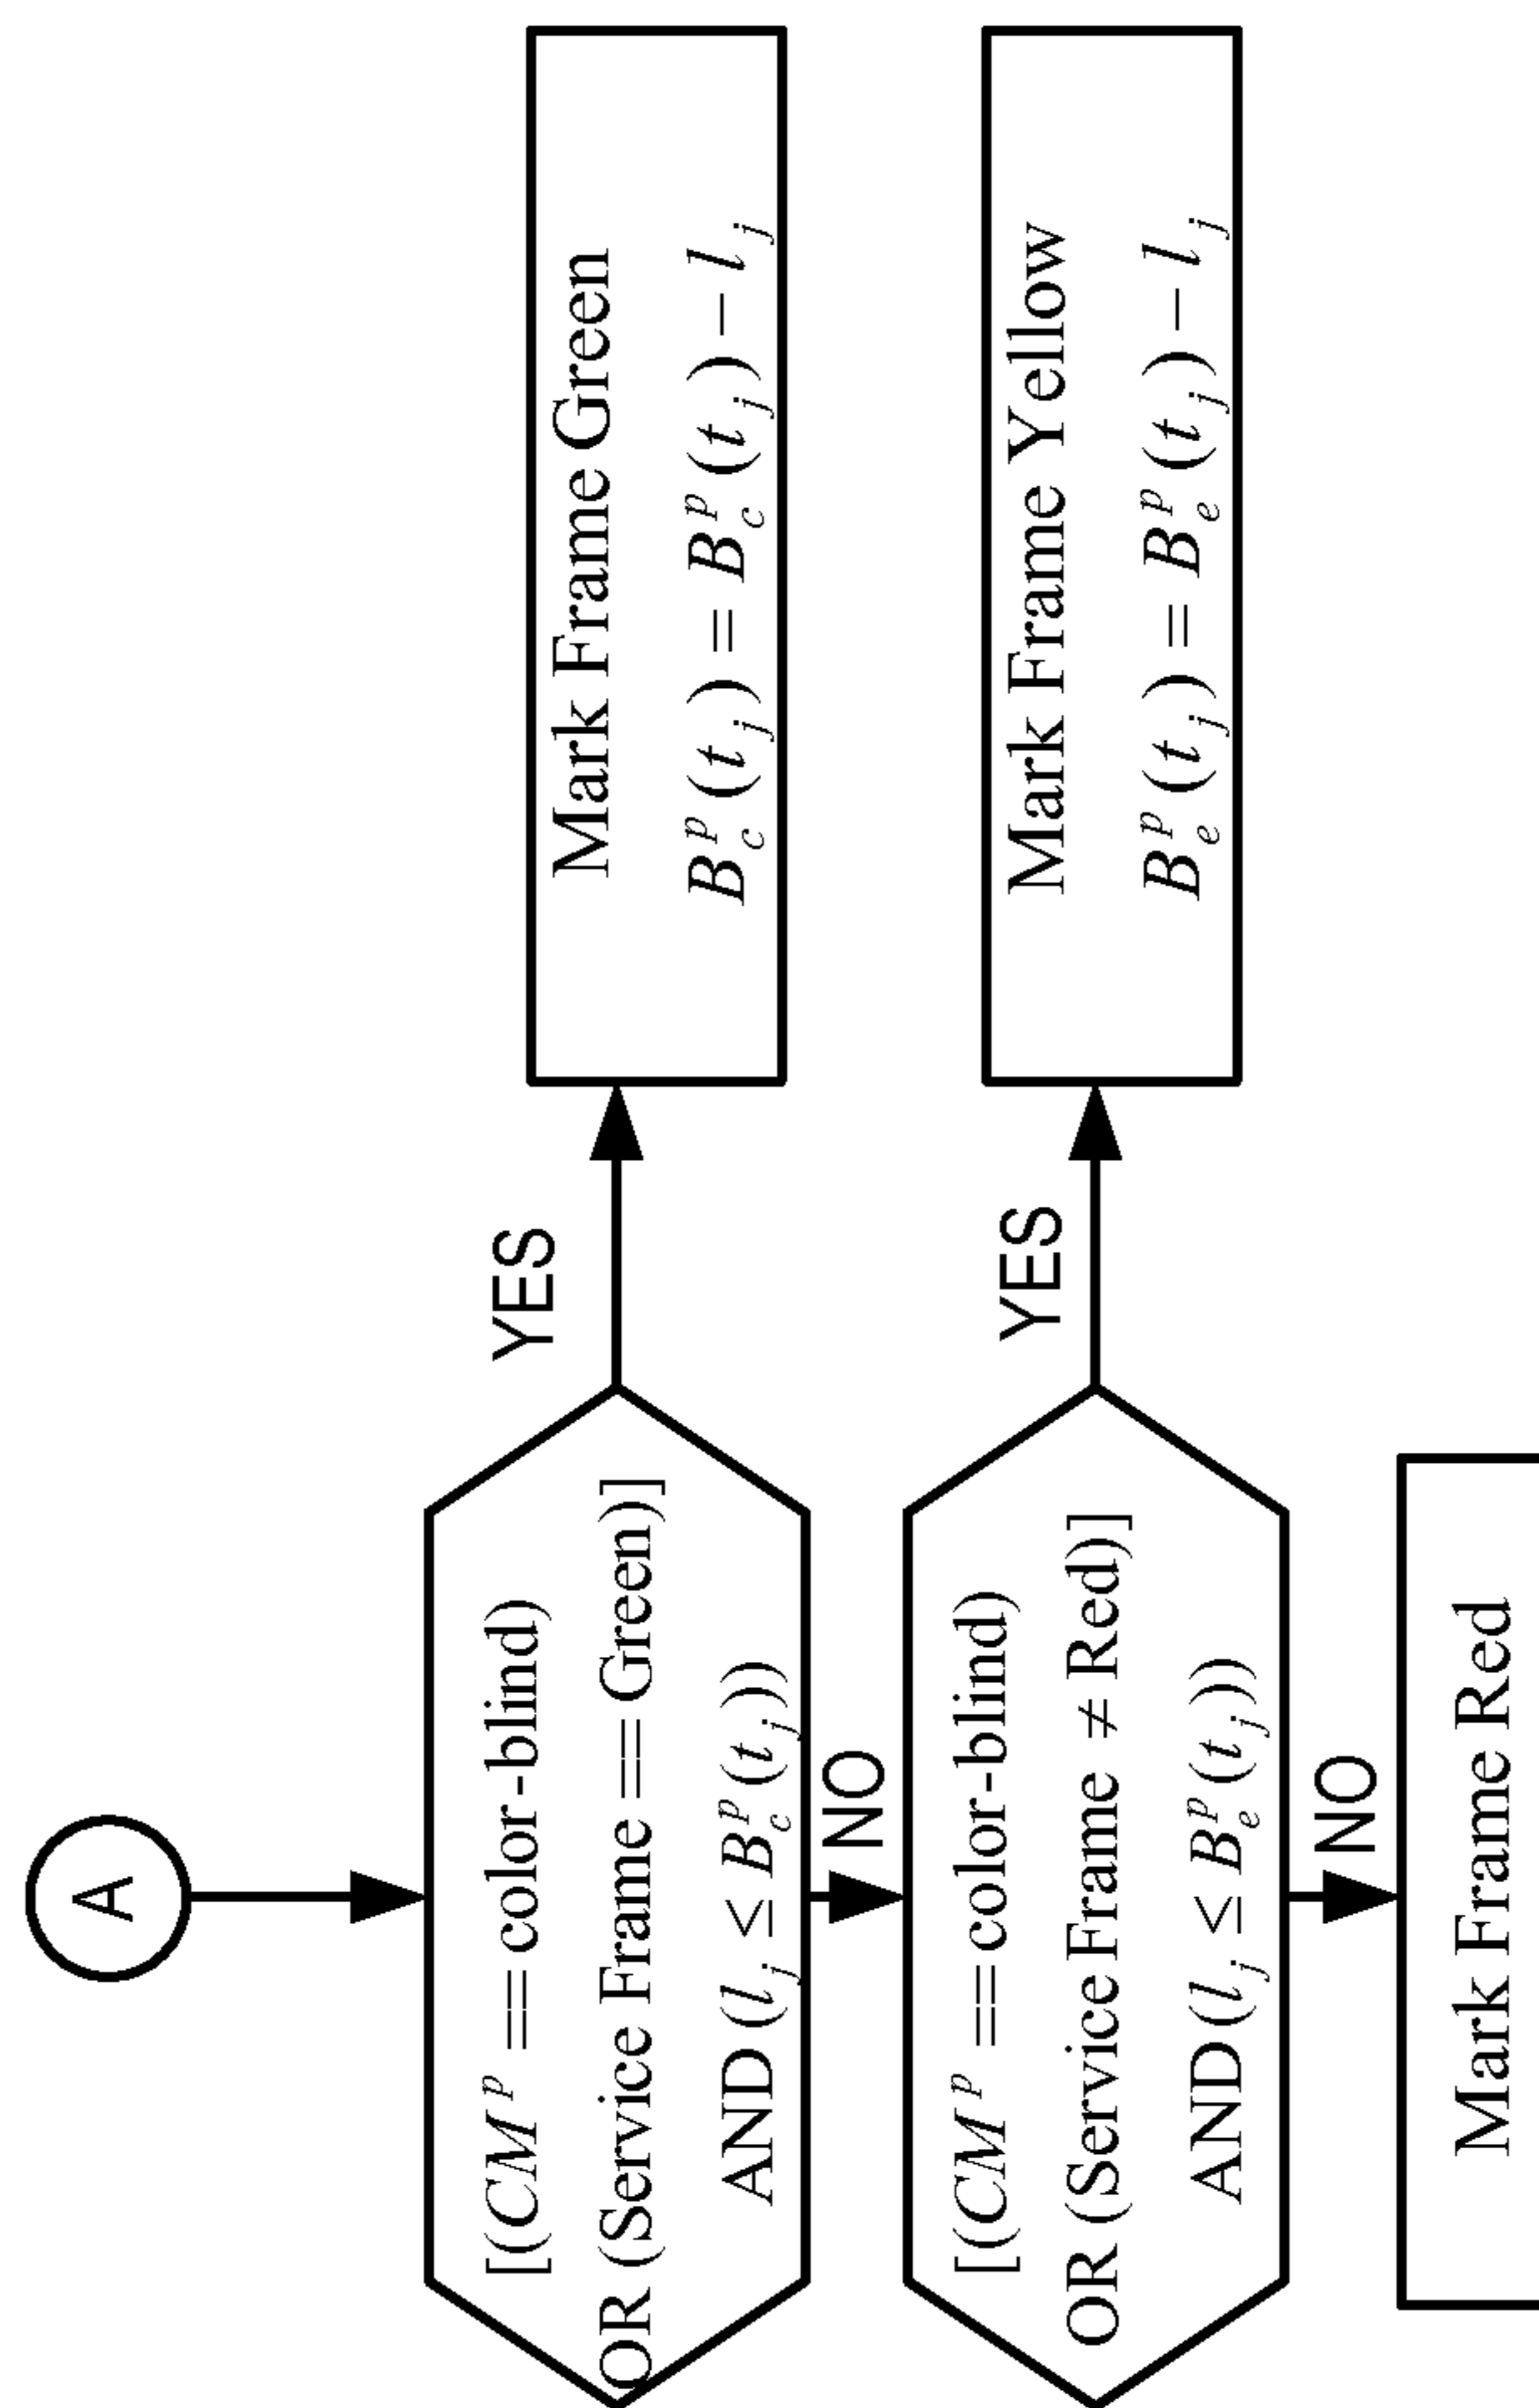 A
[(CMᵖ == color-blind)
OR (Service Frame == Green)]
AND (l_j ≤ B_c^p(t_j)))
YES
Mark Frame Green
B_c^p(t_j) = B_c^p(t_j) − l_j
NO
[(CMᵖ == color-blind)
OR (Service Frame ≠ Red)]
AND (l_j ≤ B_e^p(t_j)))
YES
Mark Frame Yellow
B_e^p(t_j) = B_e^p(t_j) − l_j
NO
Mark Frame Red